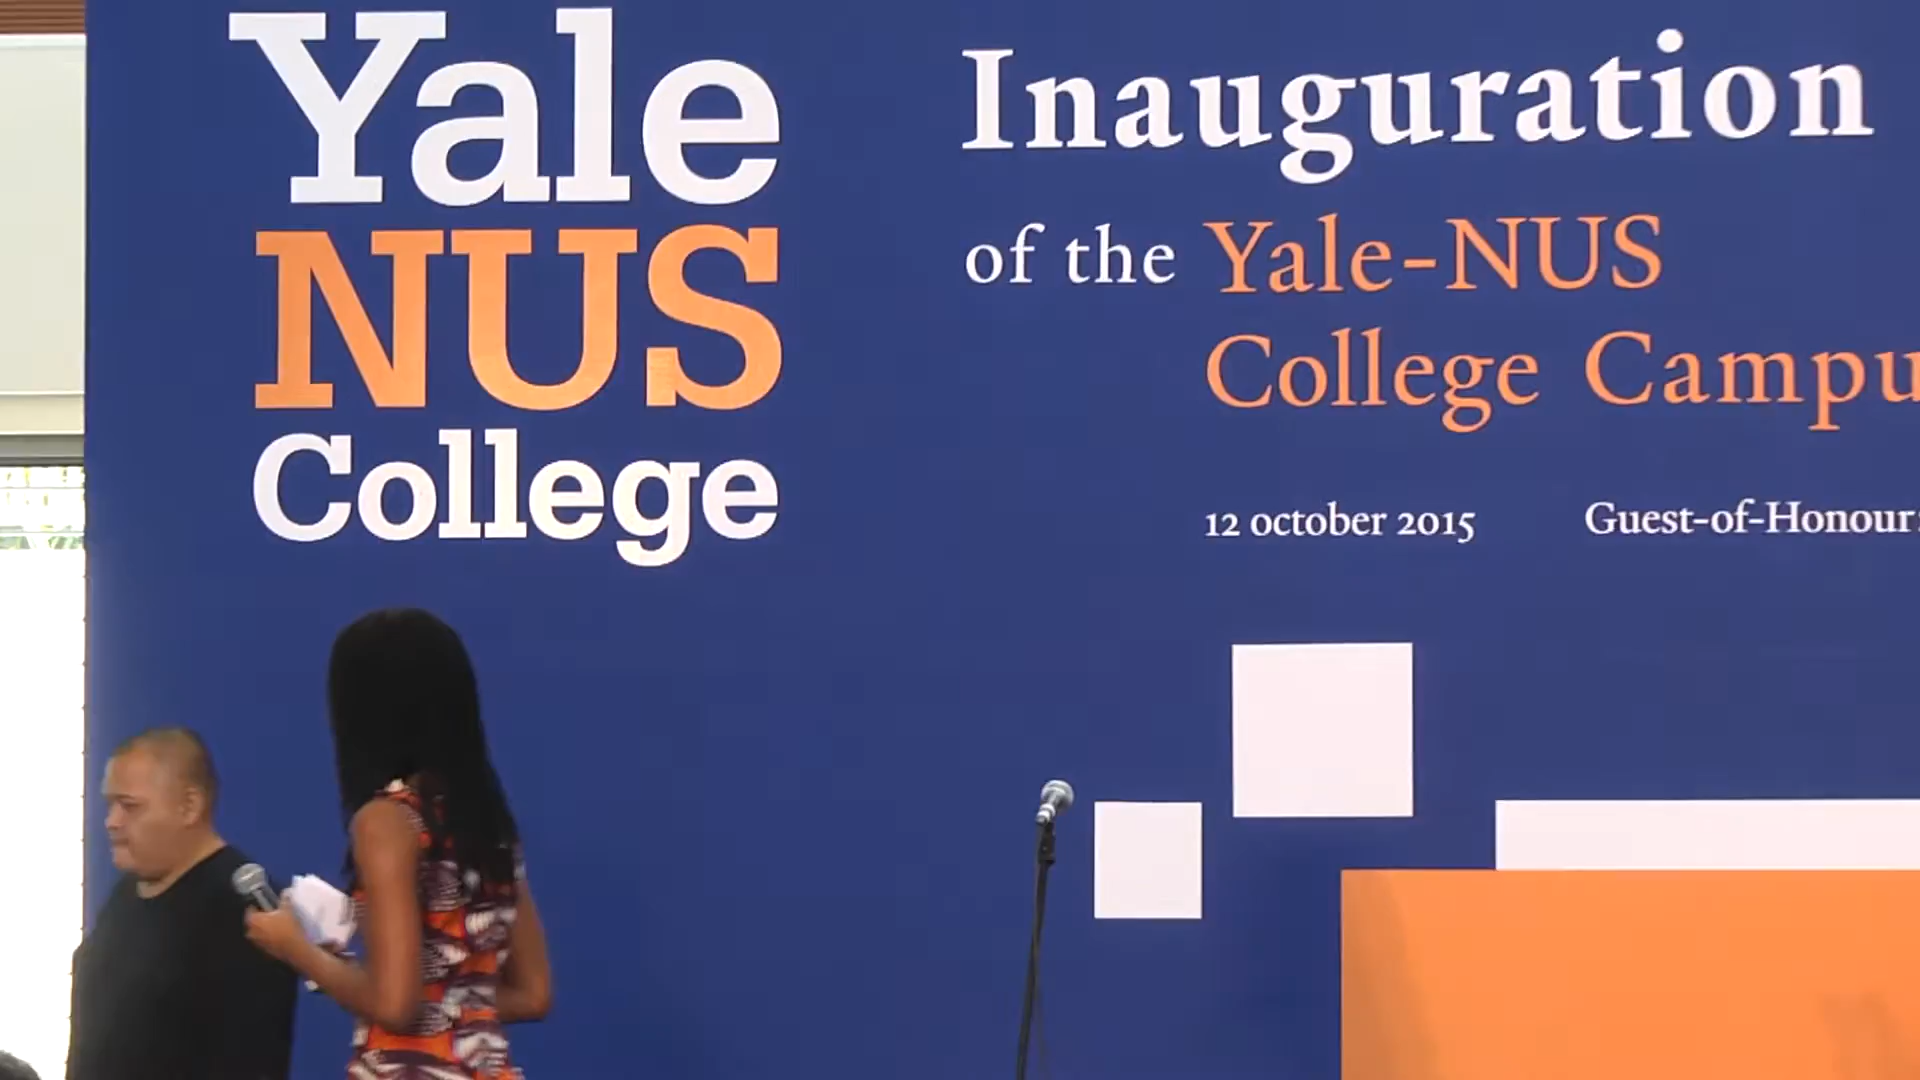 Yale
NUS
College
Inauguration
of the Yale-NUS
College Campu
12 october 2015
Guest-of-Honour: